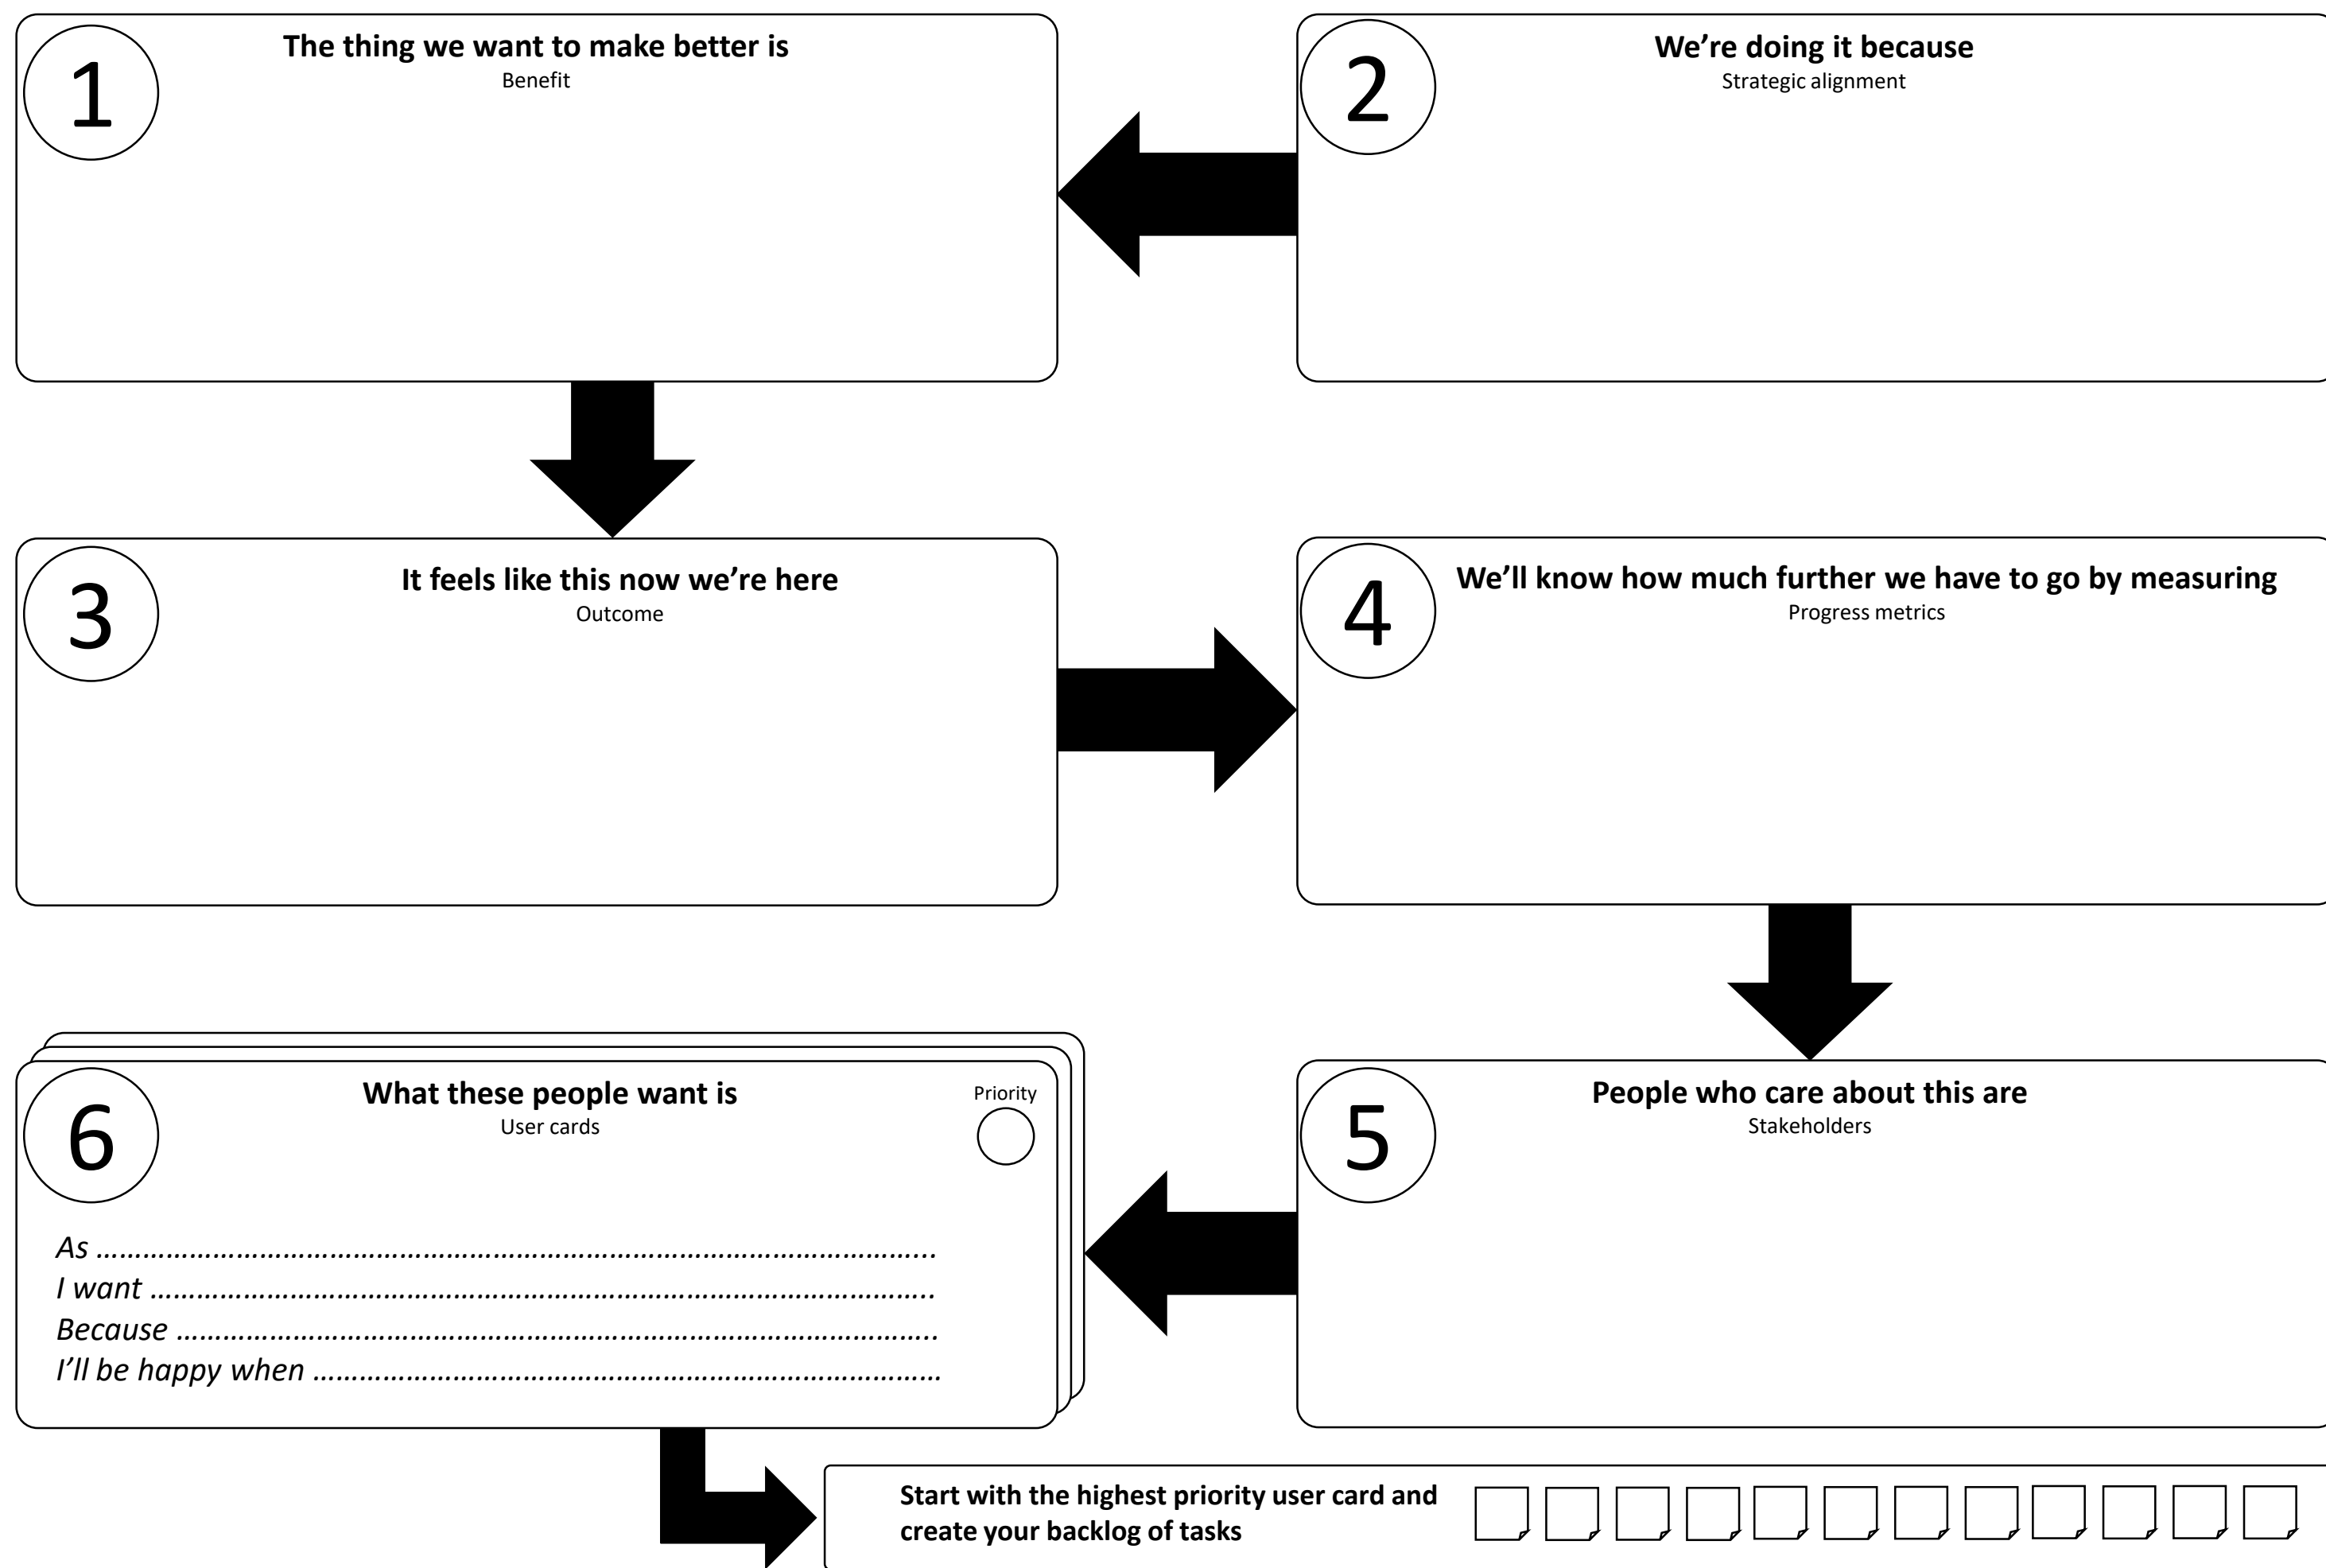 1
The thing we want to make better is
Benefit
2
We’re doing it because
Strategic alignment
3
It feels like this now we’re here
Outcome
4
We’ll know how much further we have to go by measuring
Progress metrics
6
What these people want is
User cards
Priority
As ……………………………………………………………………………………………...
I want ………………………………………………………………………………………..
Because ……………………………………………………………………………………..
I’ll be happy when ………………………………………………………………………
5
People who care about this are
Stakeholders
Start with the highest priority user card and
create your backlog of tasks